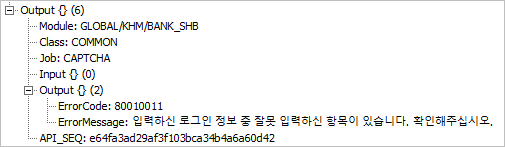 Output {} (6)
Module: GLOBAL/KHM/BANK_SHB
Class: COMMON
Job: CAPTCHA
Input {} (0)
Output {} (2)
ErrorCode: 80010011
ErrorMessage: 입력하신 로그인 정보 중 잘못 입력하신 항목이 있습니다. 확인해주십시오.
API_SEQ: e64fa3ad29af3f103bca34b4a6a60d42